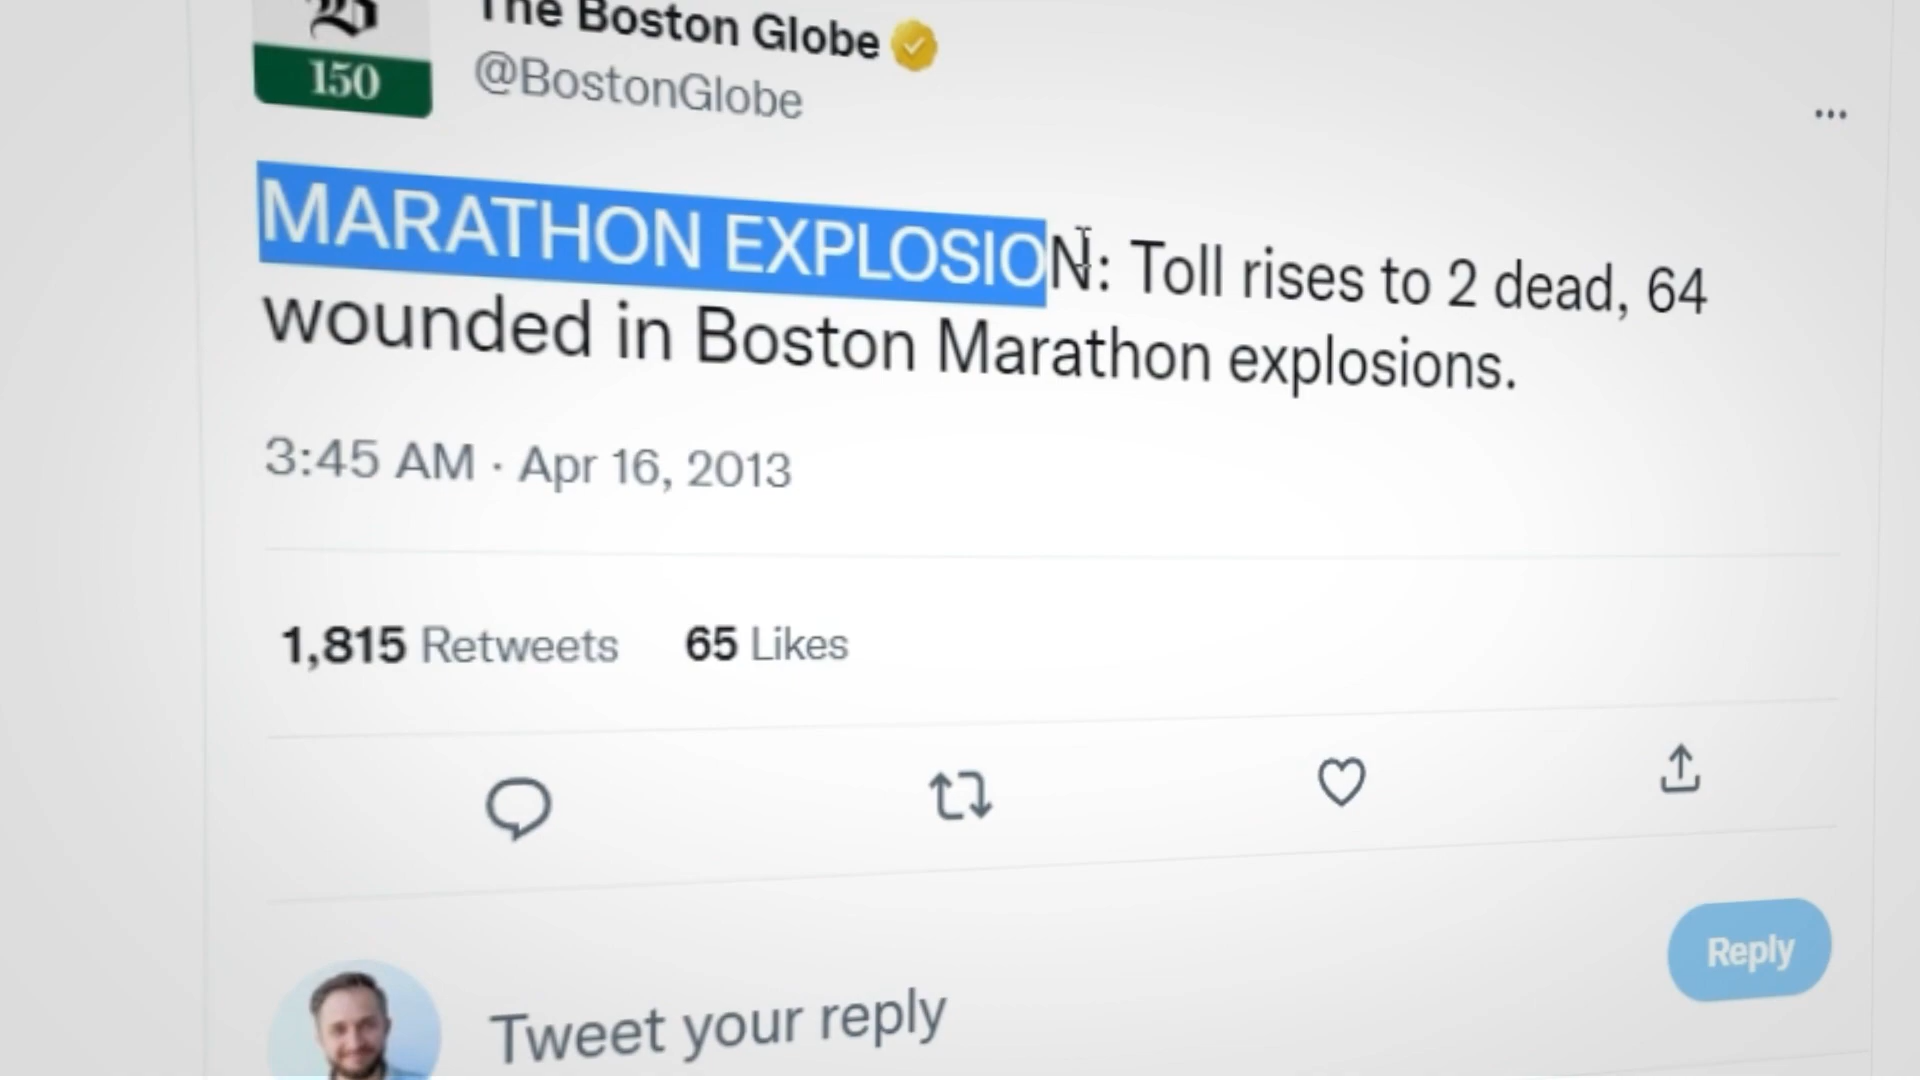 The Boston Globe
150
@BostonGlobe
MARATHON EXPLOSION: Toll rises to 2 dead, 64
wounded in Boston Marathon explosions.
3:45 AM · Apr 16, 2013
1,815 Retweets 65 Likes
Reply
Tweet your reply